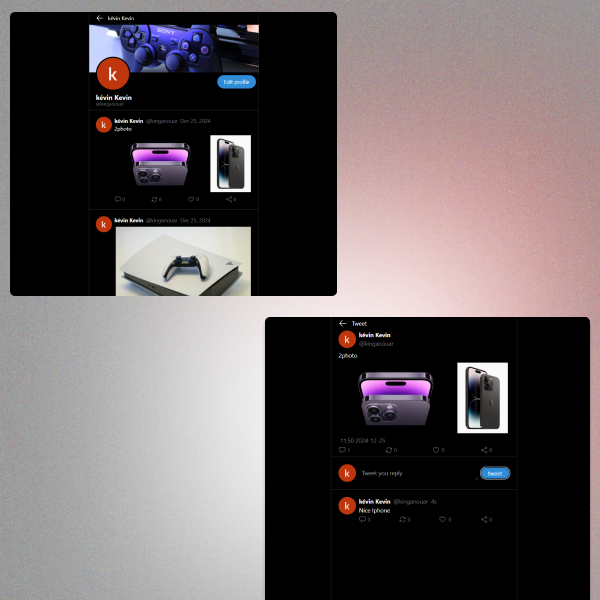 kévin Kevin
SONY
k
Edit profile
kévin Kevin
@kinganouar
k
kévin Kevin @kinganouar Dec 25, 2024
2photo
0 0 0 0
k
kévin Kevin @kinganouar Dec 25, 2024
Tweet
k
kévin Kevin
@kinganouar
2photo
11:50 2024-12-25
1 0 0 0
k
Tweet you reply
tweet
k
kévin Kevin @kinganouar 4s
Nice Iphone
0 0 0 0